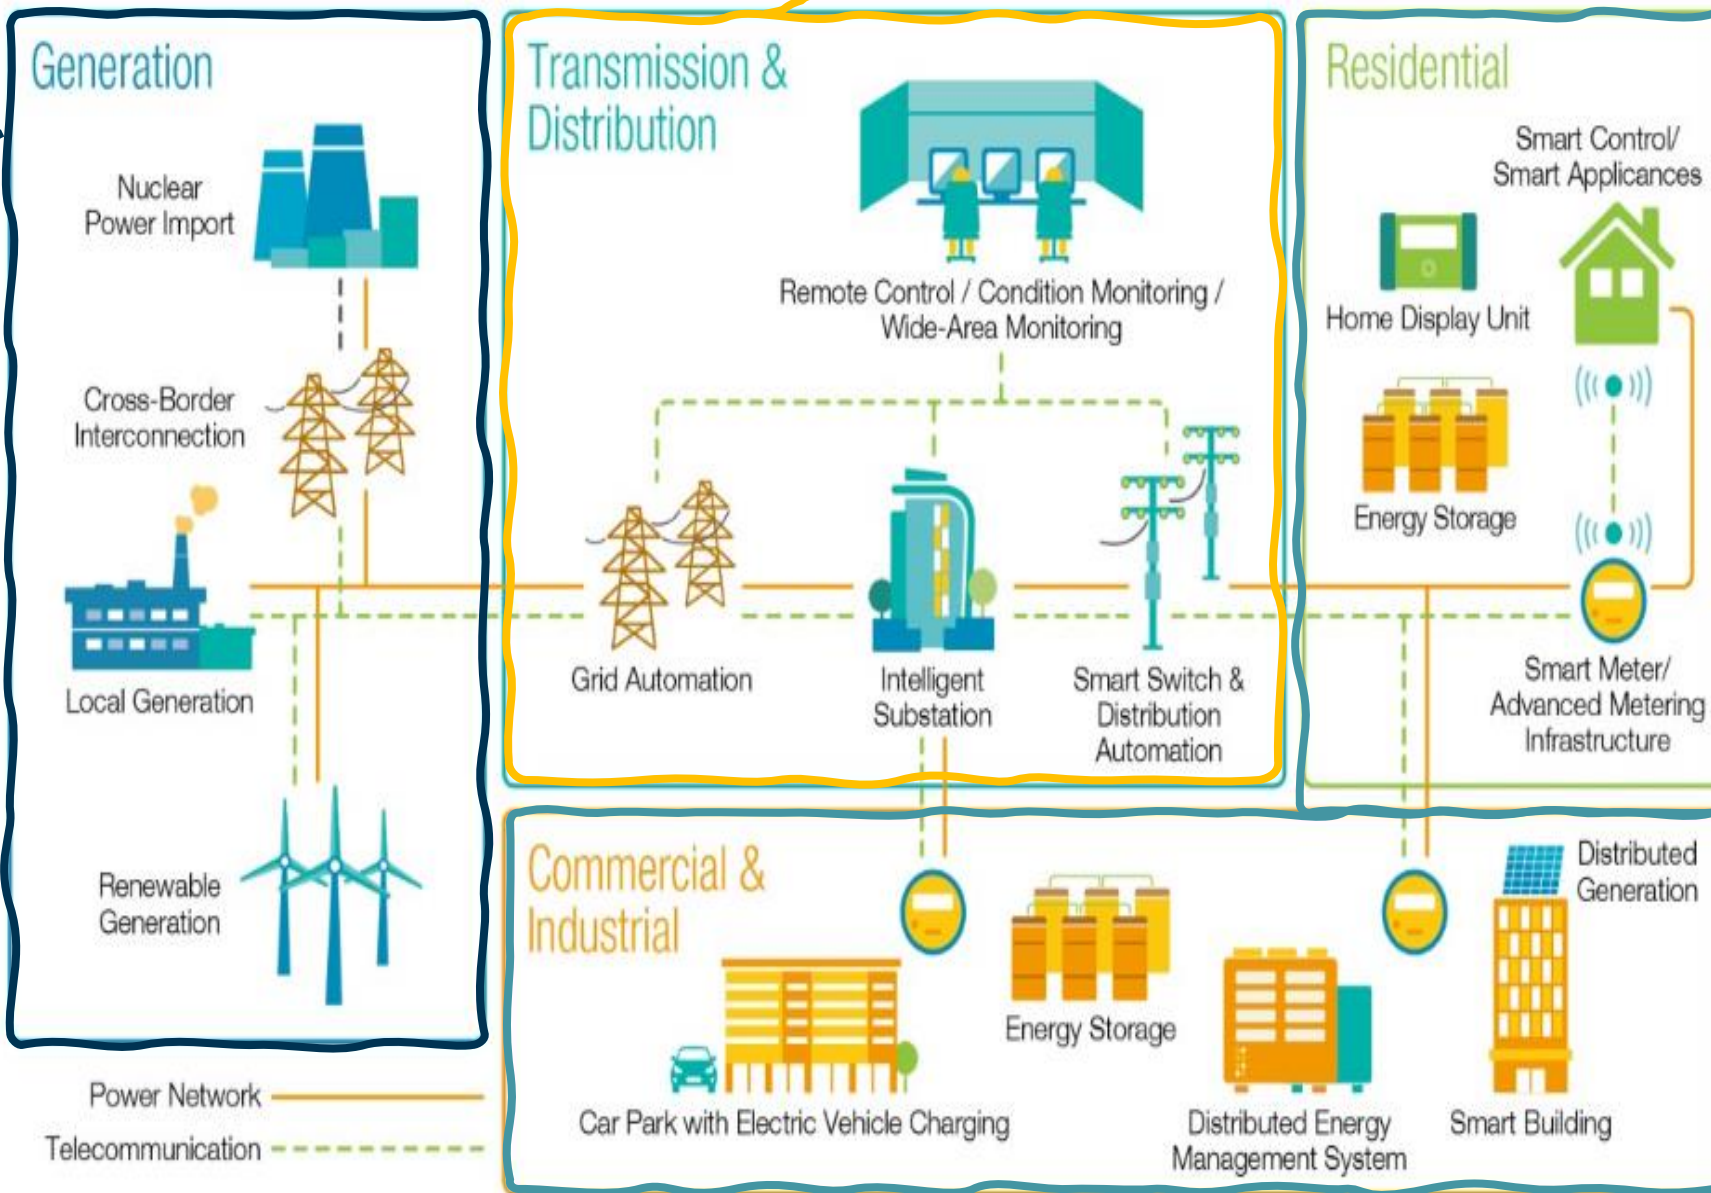 Generation
Nuclear
Power Import
Cross-Border
Interconnection
Local Generation
Renewable
Generation
Power Network
Telecommunication
Transmission &
Distribution
Remote Control / Condition Monitoring /
Wide-Area Monitoring
Grid Automation
Intelligent
Substation
Smart Switch &
Distribution
Automation
Residential
Smart Control/
Smart Applicances
Home Display Unit
Energy Storage
Smart Meter/
Advanced Metering
Infrastructure
Commercial &
Industrial
Car Park with Electric Vehicle Charging
Energy Storage
Distributed Energy
Management System
Distributed
Generation
Smart Building